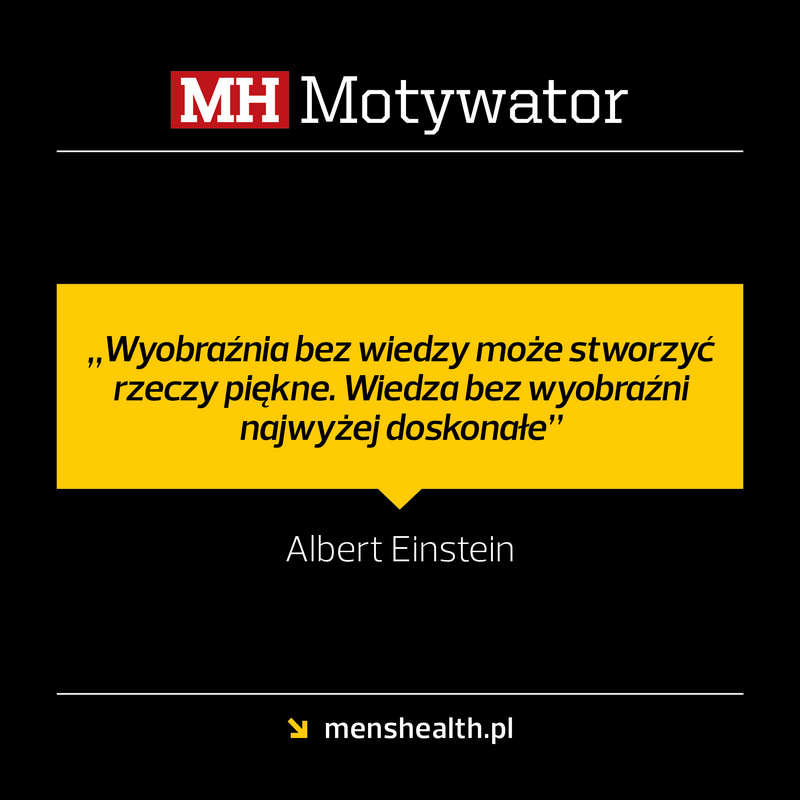 MH Motywator
„Wyobraźnia bez wiedzy może stworzyć
rzeczy piękne. Wiedza bez wyobraźni
najwyżej doskonałe”
Albert Einstein
menshealth.pl